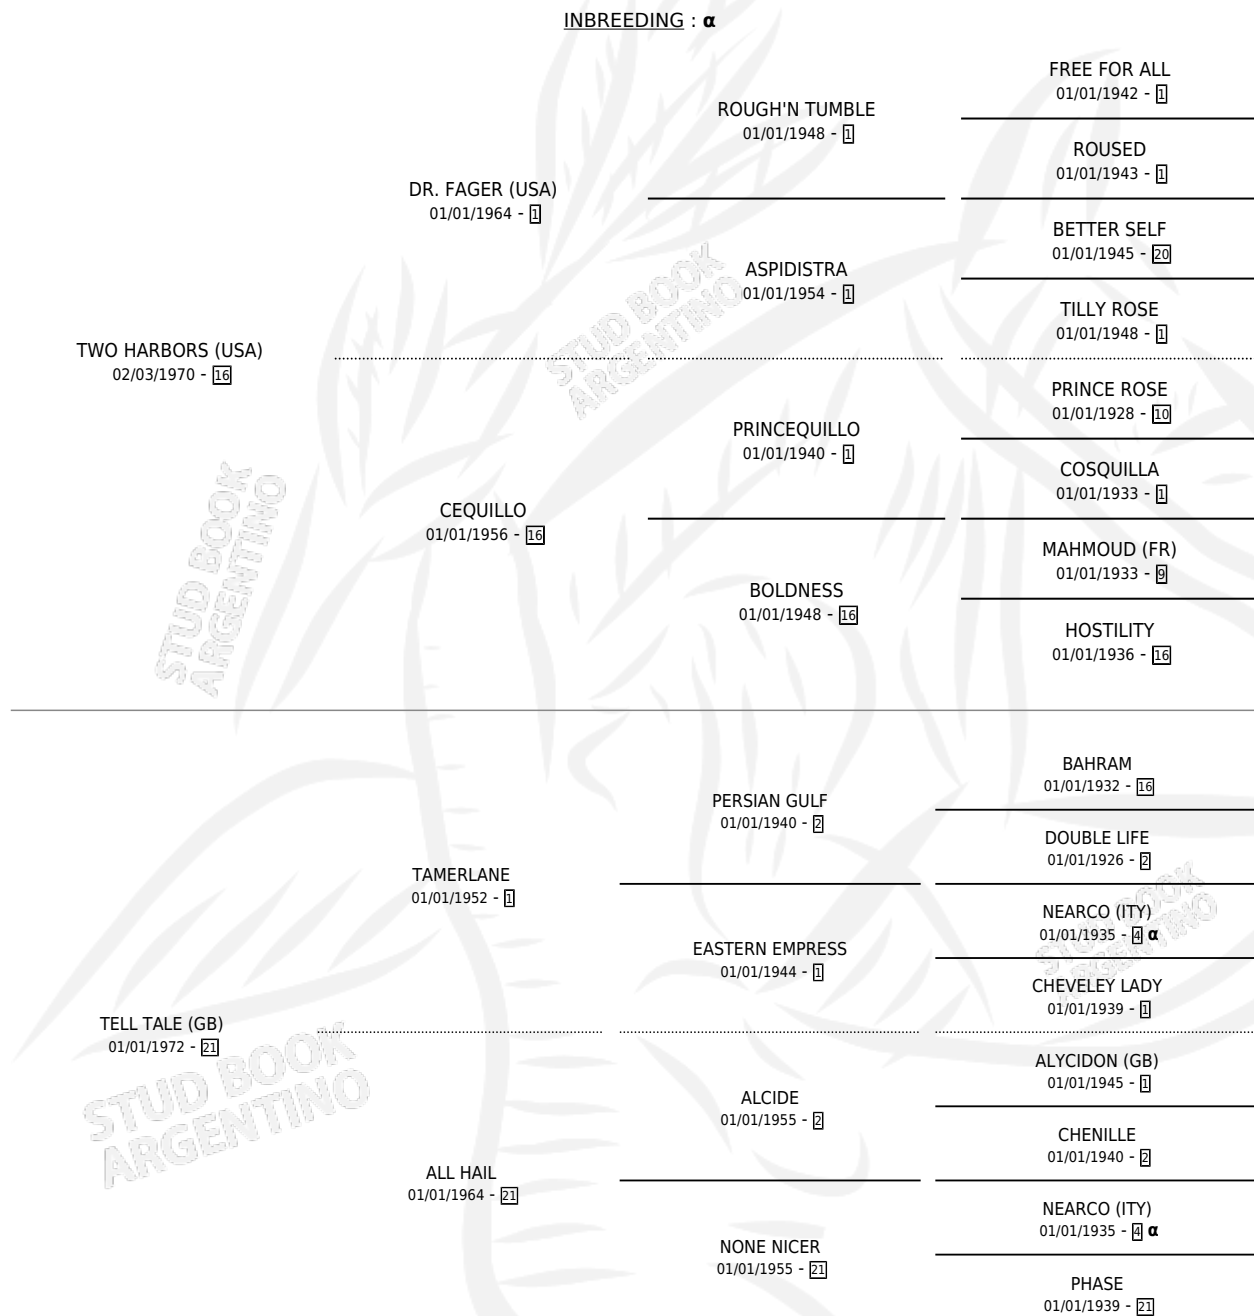 INBREEDING : α
FREE FOR ALL
01/01/1942 - 1
ROUGH'N TUMBLE
01/01/1948 - 1
ROUSED
01/01/1943 - 1
DR. FAGER (USA)
01/01/1964 - 1
BETTER SELF
01/01/1945 - 20
ASPIDISTRA
01/01/1954 - 1
TILLY ROSE
01/01/1948 - 1
TWO HARBORS (USA)
02/03/1970 - 16
PRINCE ROSE
01/01/1928 - 10
PRINCEQUILLO
01/01/1940 - 1
COSQUILLA
01/01/1933 - 1
CEQUILLO
01/01/1956 - 16
MAHMOUD (FR)
01/01/1933 - 9
BOLDNESS
01/01/1948 - 16
HOSTILITY
01/01/1936 - 16
BAHRAM
01/01/1932 - 16
PERSIAN GULF
01/01/1940 - 2
DOUBLE LIFE
01/01/1926 - 2
TAMERLANE
01/01/1952 - 1
NEARCO (ITY)
01/01/1935 - 4 α
EASTERN EMPRESS
01/01/1944 - 1
CHEVELEY LADY
01/01/1939 - 1
TELL TALE (GB)
01/01/1972 - 21
ALYCIDON (GB)
01/01/1945 - 1
ALCIDE
01/01/1955 - 2
CHENILLE
01/01/1940 - 2
ALL HAIL
01/01/1964 - 21
NEARCO (ITY)
01/01/1935 - 4 α
NONE NICER
01/01/1955 - 21
PHASE
01/01/1939 - 21
STUD BOOK
ARGENTINO
STUD BOOK
ARGENTINO
STUD BOOK
ARGENTINO
STUD BOOK
ARGENTINO